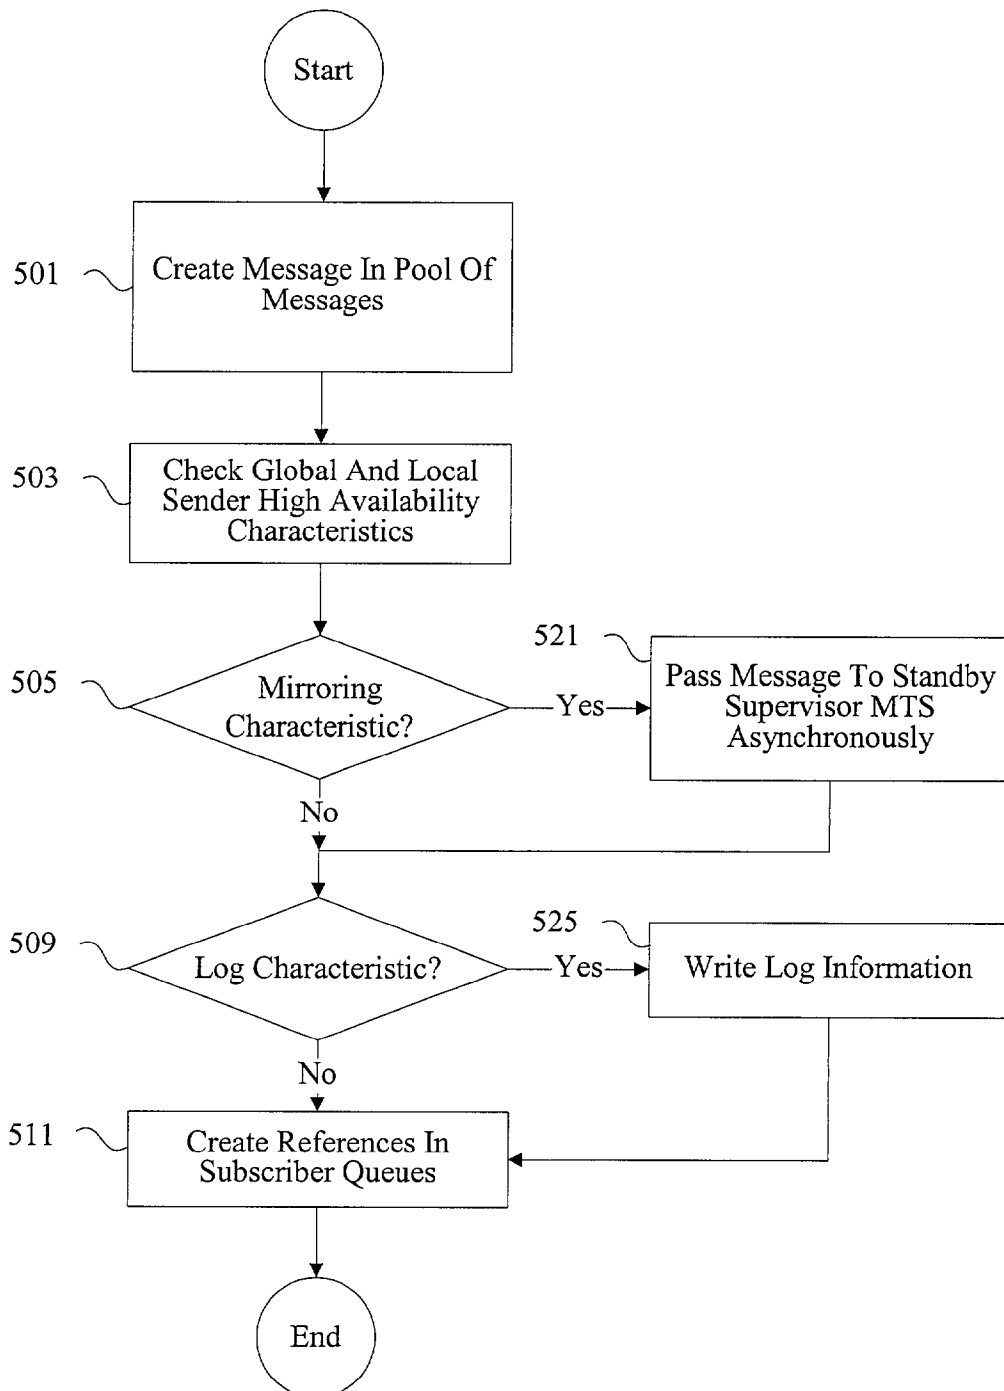 Start
501
Create Message In Pool Of
Messages
503
Check Global And Local
Sender High Availability
Characteristics
505
Mirroring
Characteristic?
Yes
521
Pass Message To Standby
Supervisor MTS
Asynchronously
No
509
Log Characteristic?
Yes
525
Write Log Information
No
511
Create References In
Subscriber Queues
End